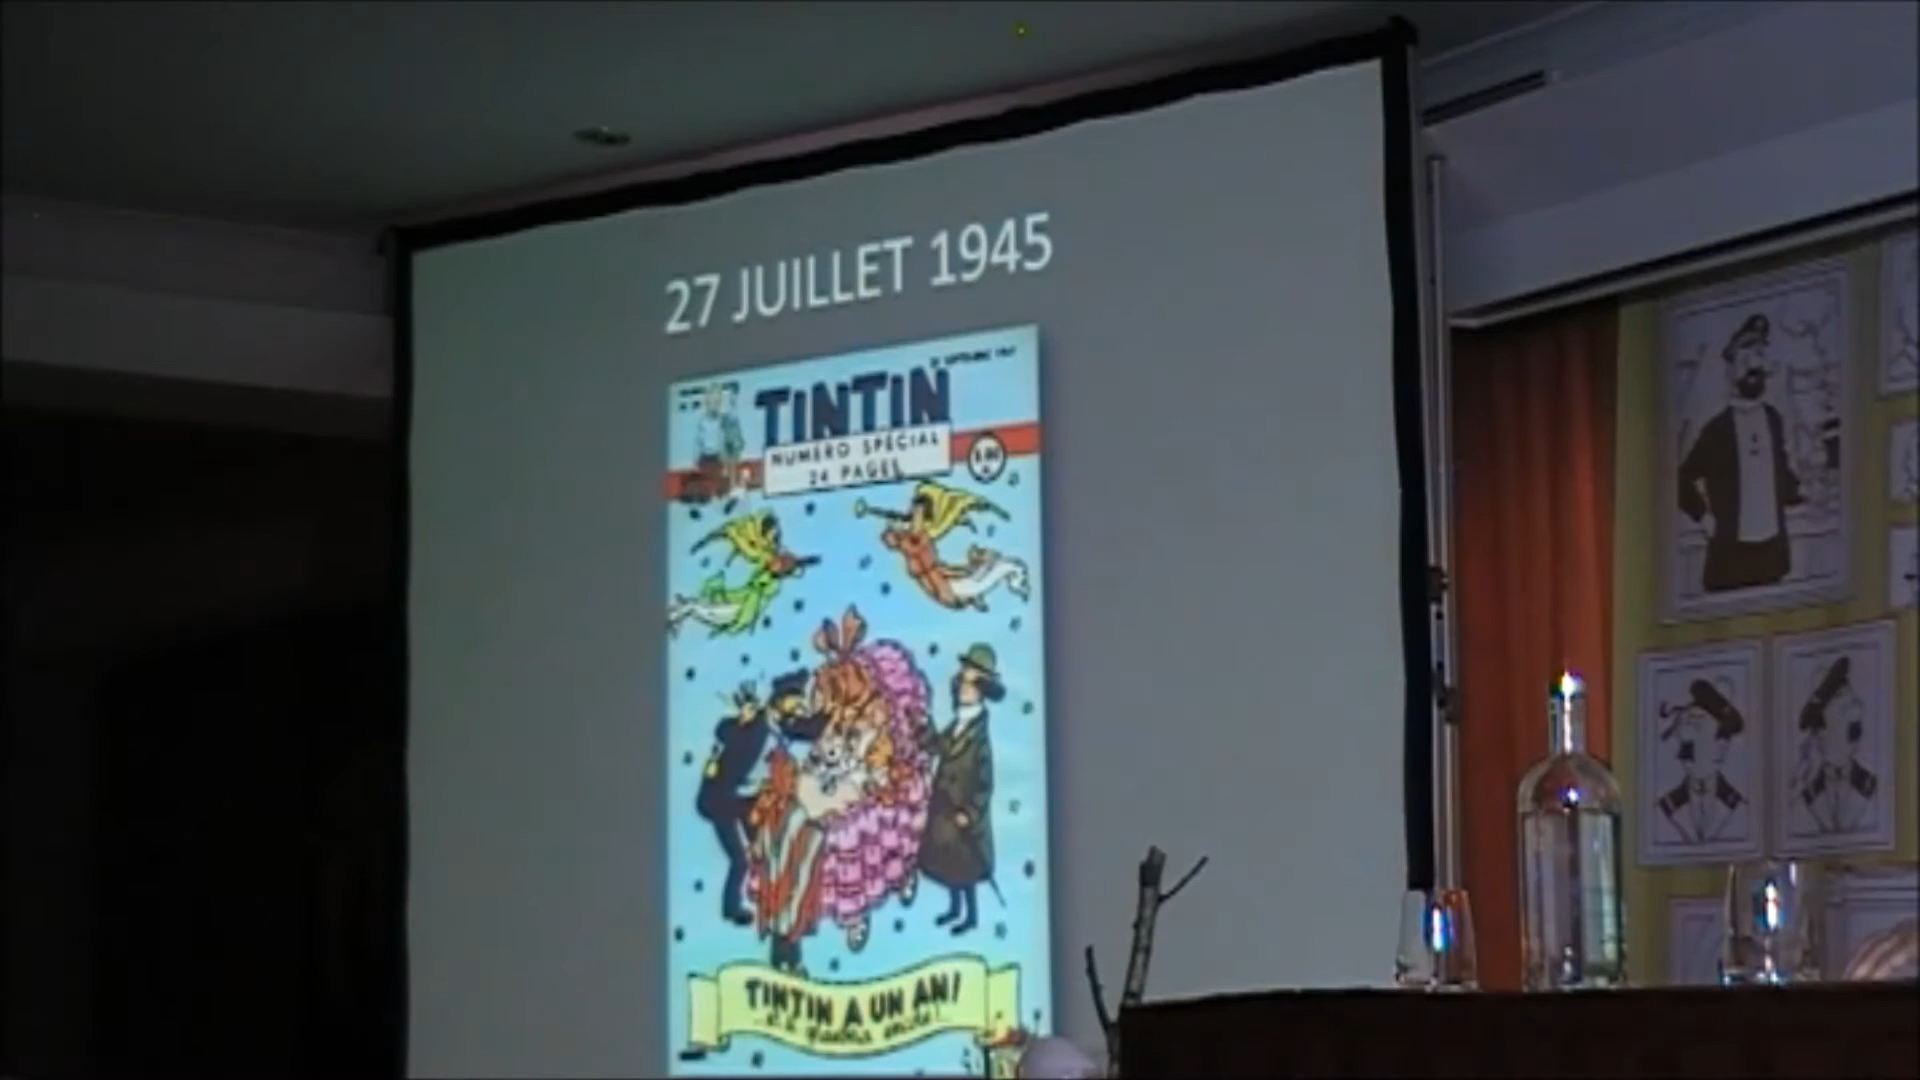 27 JUILLET 1945
TINTIN
NUMÉRO SPÉCIAL
24 PAGES
TINTIN A UN AN!